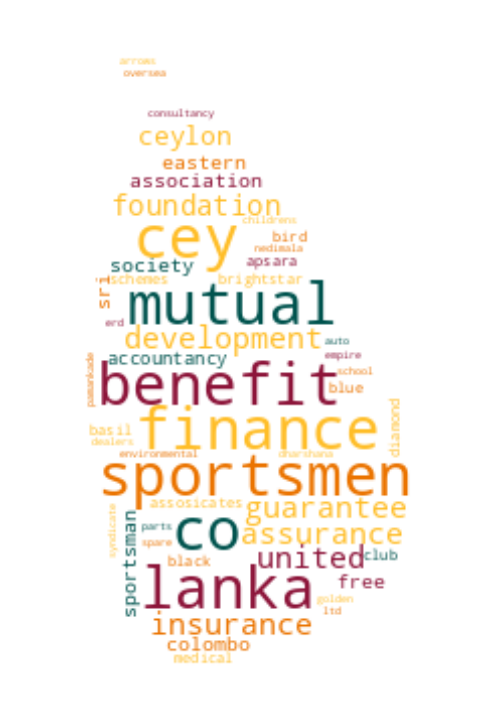 arrows
oversea
consultancy
ceylon
eastern
association
foundation
childrens
cey
bird
nedimala
society
apsara
schemes
brightstar
sri
mutual
erd
development
auto
accountancy
empire
pamankade
benefit
school
blue
finance
diamond
basil
dealers
environmental
dharshana
sportsmen
assosicates
guarantee
syndicate
sportsman
parts
co
assurance
spare
united
club
black
lanka
free
golden
ltd
insurance
colombo
medical